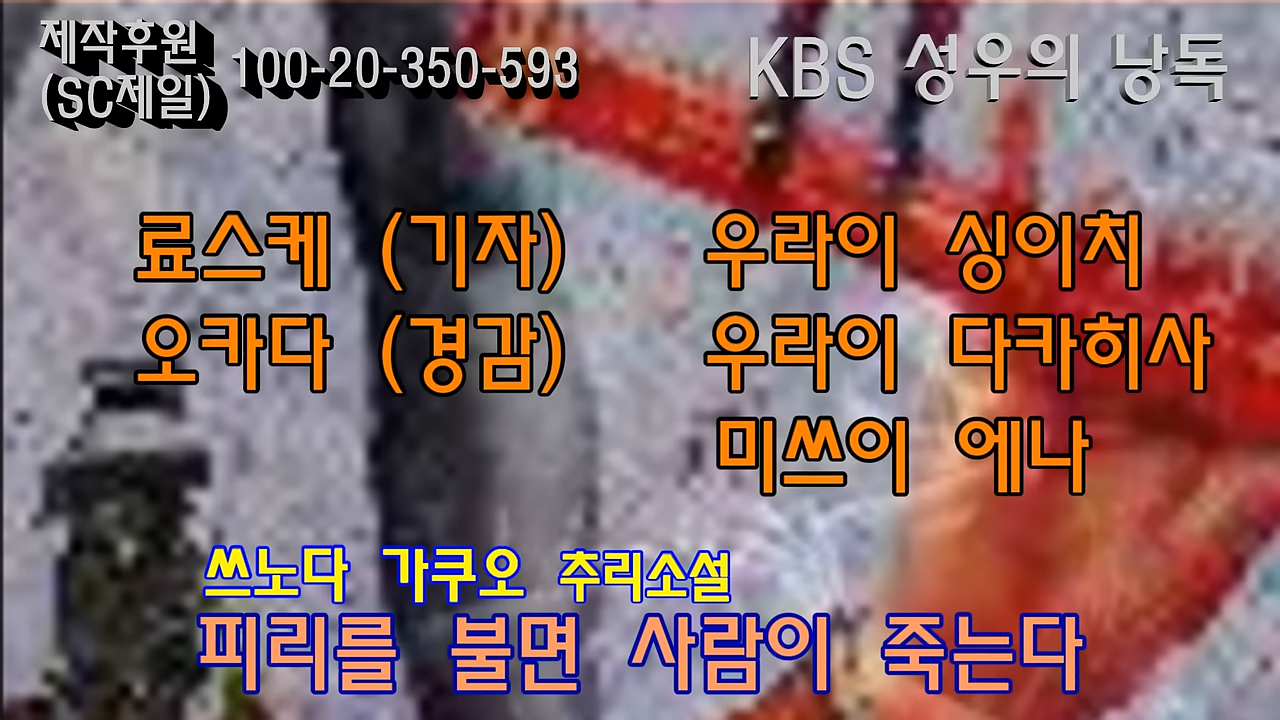 제작후원
(SC제일) 100-20-350-593
KBS 성우의 낭독
료스케 (기자) 우라이 싱이치
오카다 (경감) 우라이 다카히사
미쓰이 에나
쓰노다 가쿠오 추리소설
피리를 불면 사람이 죽는다